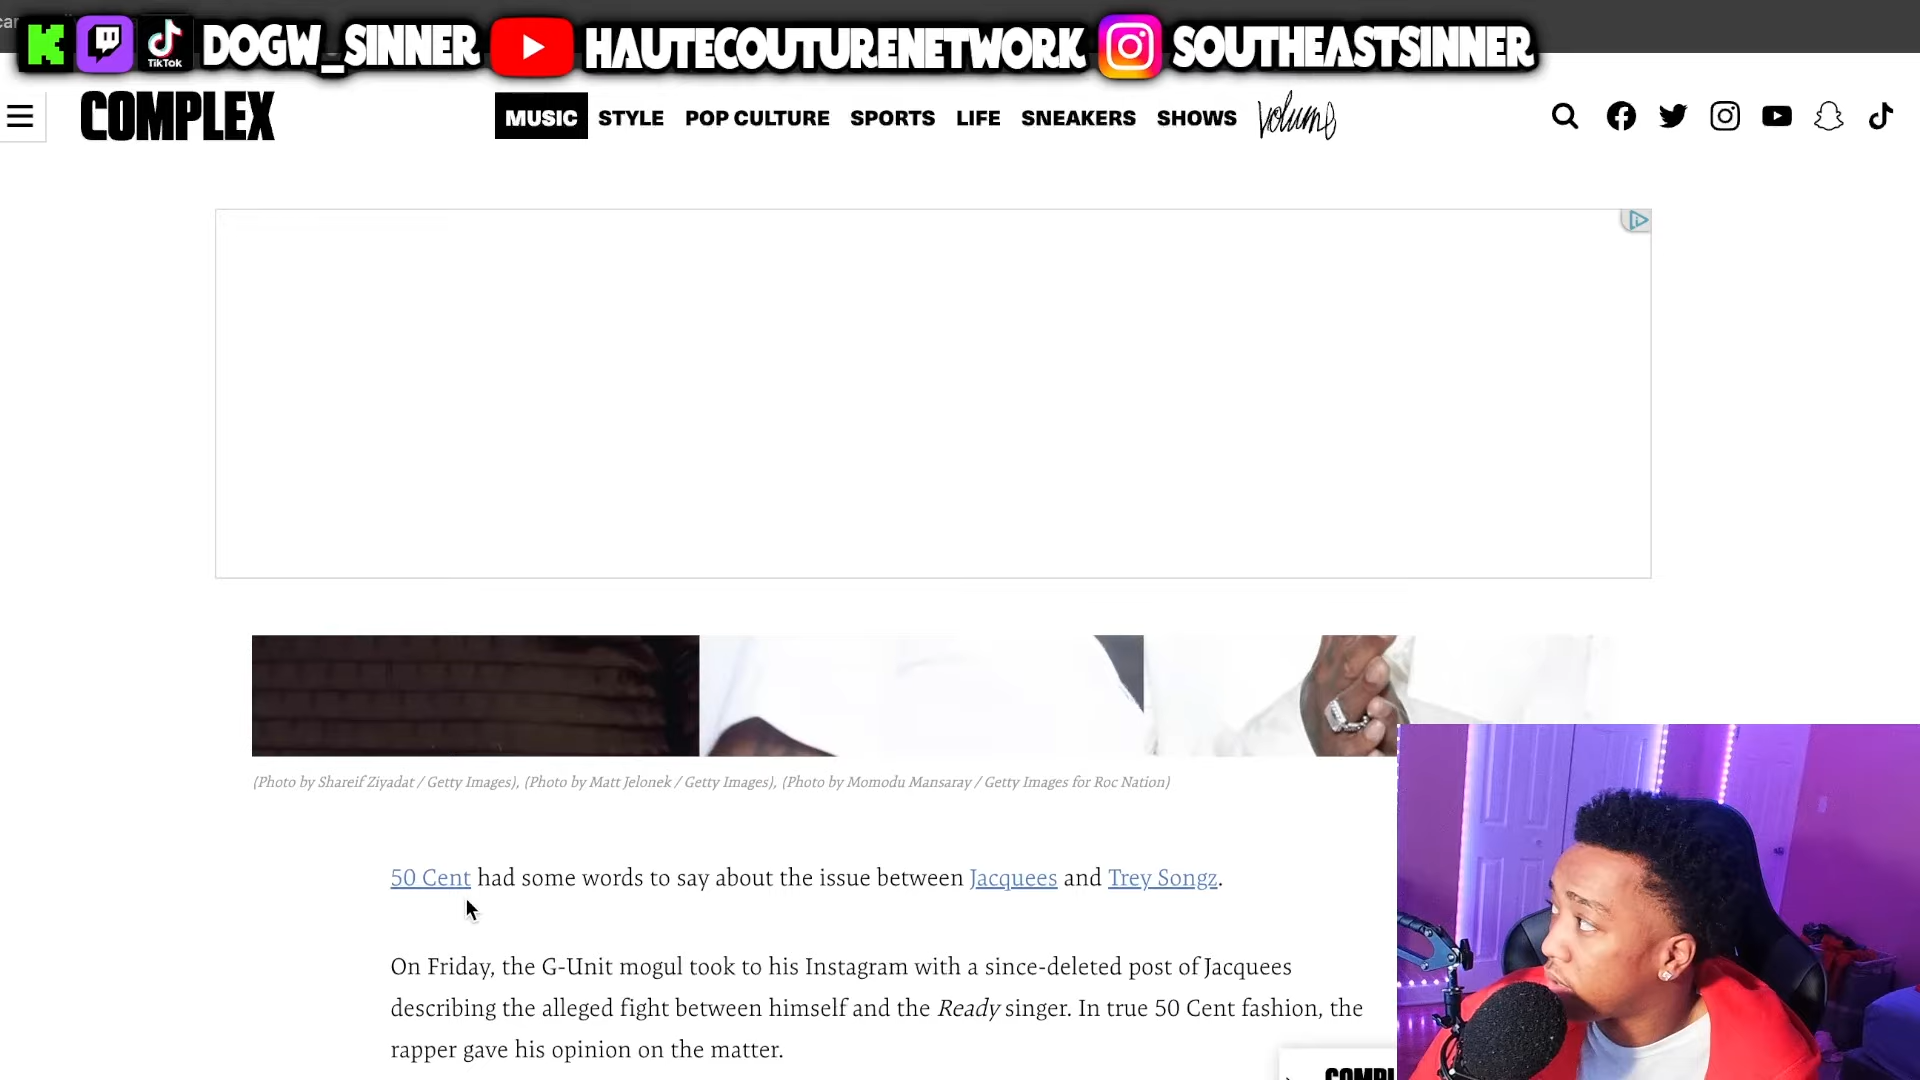 TikTok
DOGW_SINNER
HAUTECOUTURENETWORK
SOUTHEASTSINNER
COMPLEX
MUSIC STYLE POP CULTURE SPORTS LIFE SNEAKERS SHOWS Volume
(Photo by Shareif Ziyadat / Getty Images), (Photo by Matt Jelonek / Getty Images), (Photo by Momodu Mansaray / Getty Images for Roc Nation)
50 Cent had some words to say about the issue between Jacquees and Trey Songz.
On Friday, the G-Unit mogul took to his Instagram with a since-deleted post of Jacquees
describing the alleged fight between himself and the Ready singer. In true 50 Cent fashion, the
rapper gave his opinion on the matter.